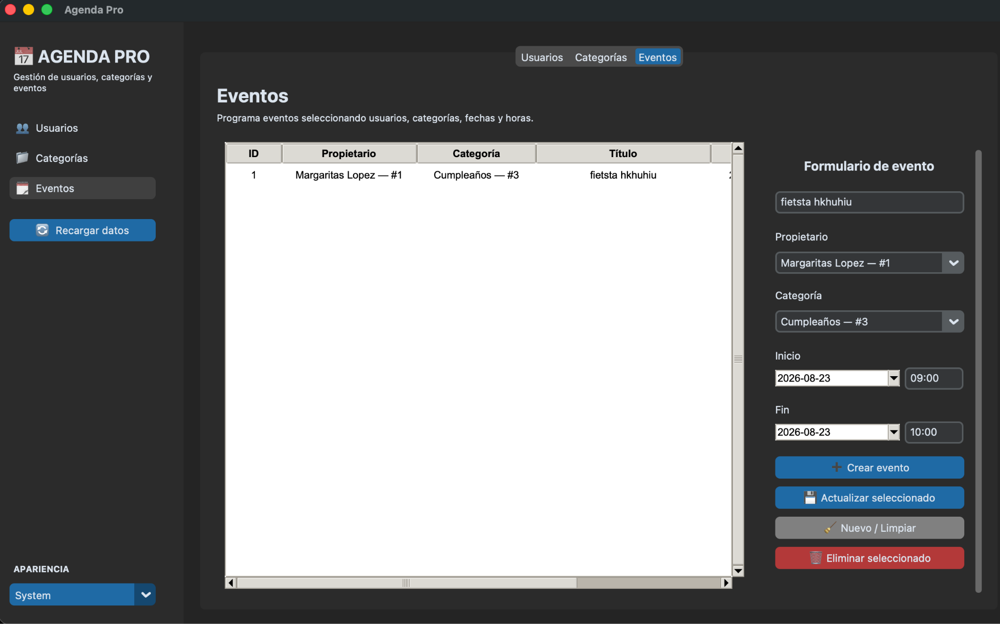 Agenda Pro
JUL
17
AGENDA PRO
Gestión de usuarios, categorías y
eventos
Usuarios
Categorías
Eventos
Recargar datos
APARIENCIA
System
Usuarios Categorías Eventos
Eventos
Programa eventos seleccionando usuarios, categorías, fechas y horas.
ID Propietario Categoría Título
1 Margaritas Lopez — #1 Cumpleaños — #3 fietsta hkhuhiu
Formulario de evento
fietsta hkhuhiu
Propietario
Margaritas Lopez — #1
Categoría
Cumpleaños — #3
Inicio
2026-08-23 09:00
Fin
2026-08-23 10:00
Crear evento
Actualizar seleccionado
Nuevo / Limpiar
Eliminar seleccionado